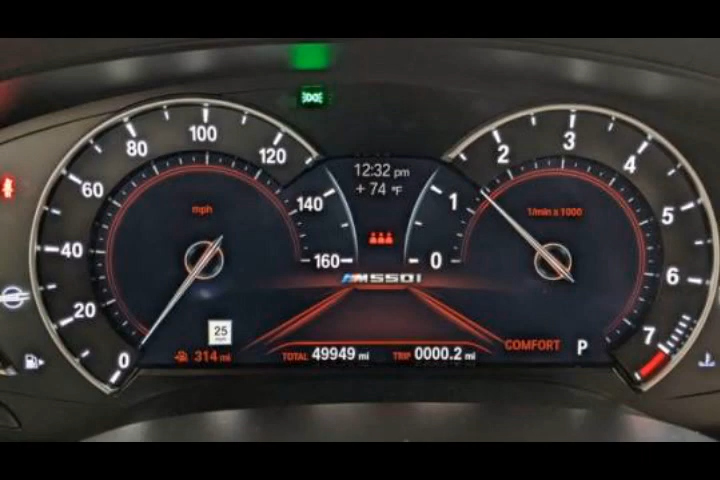 12:32 pm
+ 74 °F
mph
0
20
40
60
80
100
120
140
160
1/min x 1000
0
1
2
3
4
5
6
7
M550i
25
314 mi
TOTAL 49949 mi
TRIP 0000.2 mi
COMFORT P